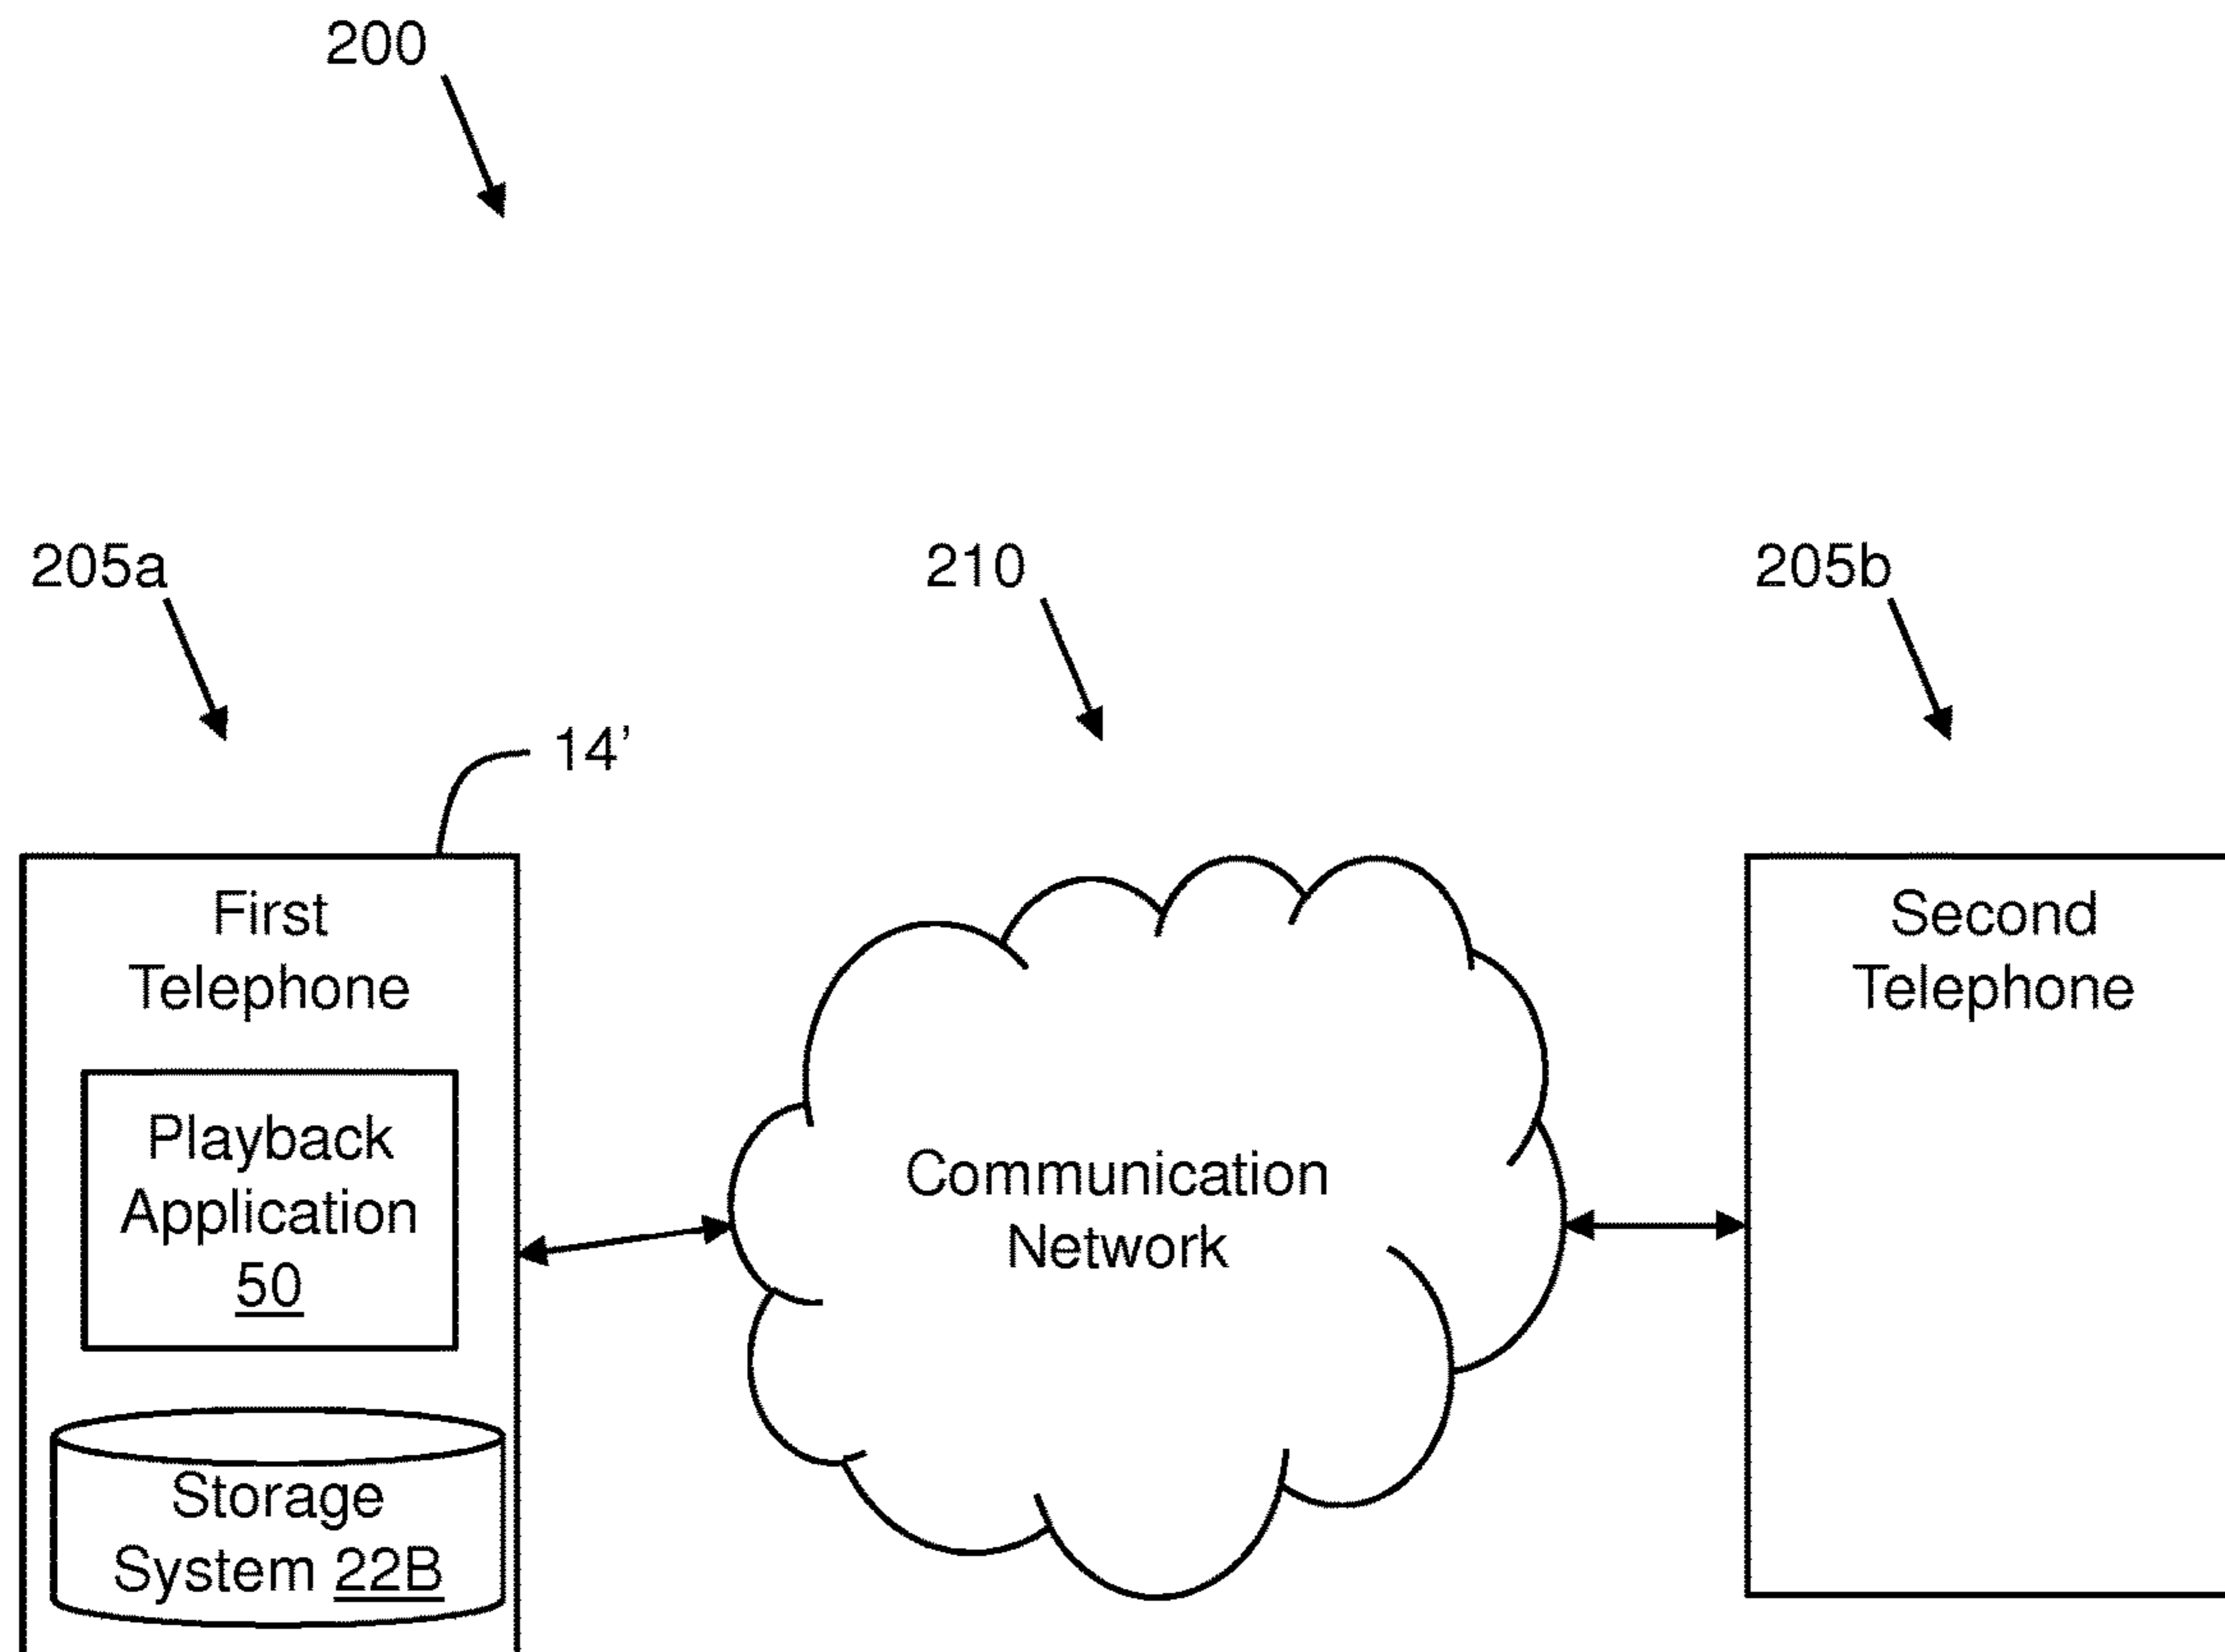 200
205a
210
205b
14’
First
Telephone
Playback
Application
50
Storage
System 22B
Communication
Network
Second
Telephone